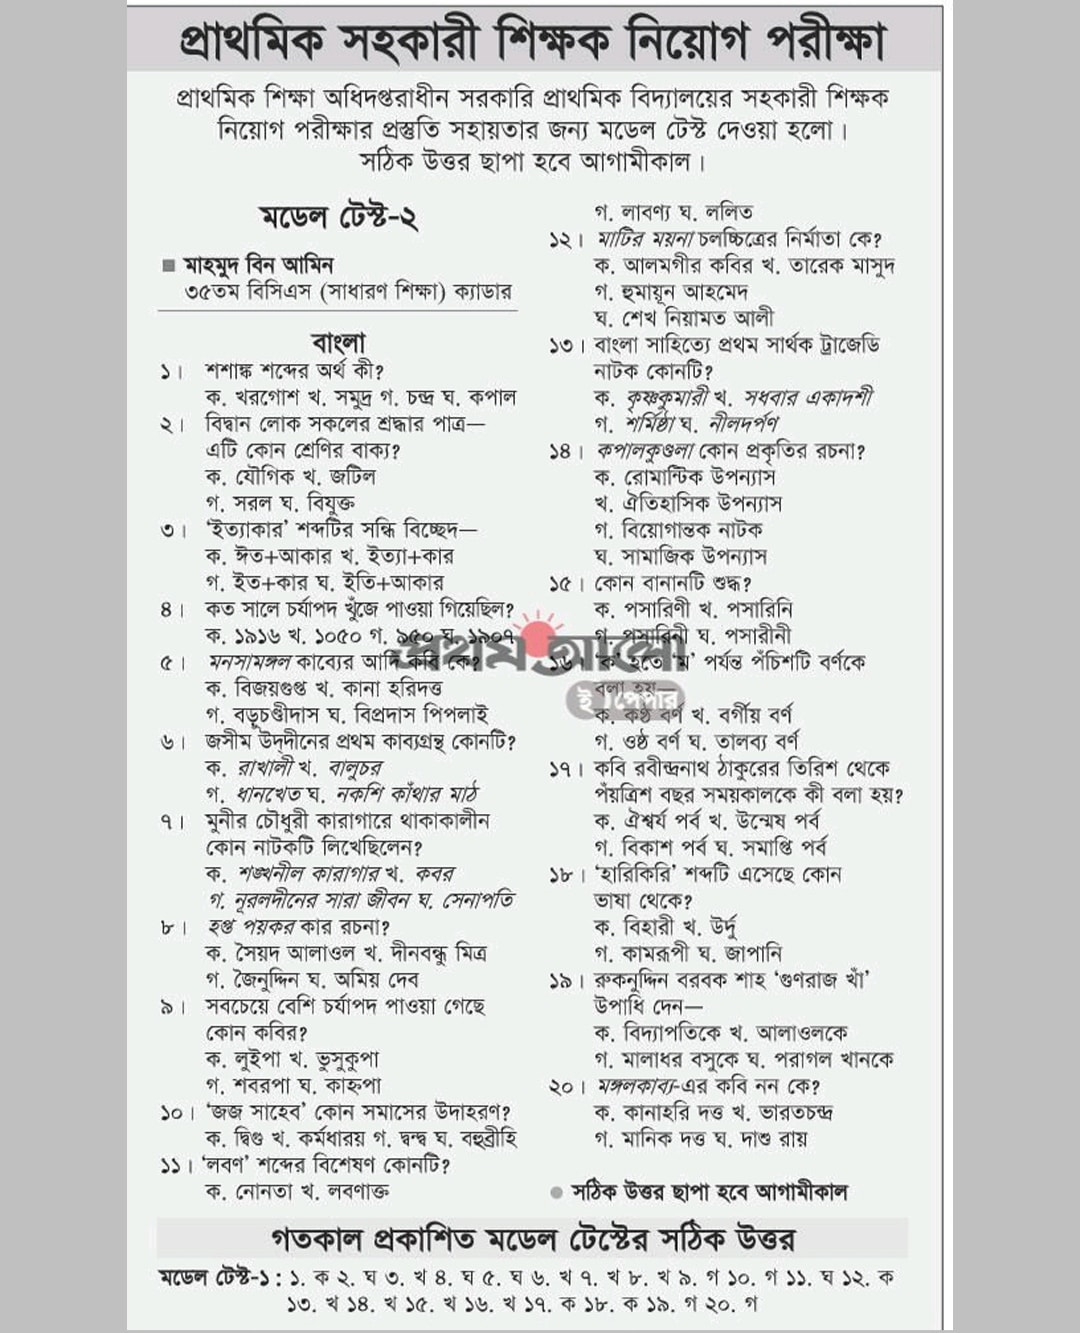 প্রাথমিক সহকারী শিক্ষক নিয়োগ পরীক্ষা
প্রাথমিক শিক্ষা অধিদপ্তরাধীন সরকারি প্রাথমিক বিদ্যালয়ের সহকারী শিক্ষক
নিয়োগ পরীক্ষার প্রস্তুতি সহায়তার জন্য মডেল টেস্ট দেওয়া হলো।
সঠিক উত্তর ছাপা হবে আগামীকাল।
মডেল টেস্ট-২
মাহমুদ বিন আমিন
৩৫তম বিসিএস (সাধারণ শিক্ষা) ক্যাডার
বাংলা
১। শশাঙ্ক শব্দের অর্থ কী?
ক. খরগোশ খ. সমুদ্র গ. চন্দ্র ঘ. কপাল
২। বিদ্বান লোক সকলের শ্রদ্ধার পাত্র—
এটি কোন শ্রেণির বাক্য?
ক. যৌগিক খ. জটিল
গ. সরল ঘ. বিযুক্ত
৩। ‘ইত্যাকার’ শব্দটির সন্ধি বিচ্ছেদ—
ক. ঈত+আকার খ. ইত্যা+কার
গ. ইত+কার ঘ. ইতি+আকার
৪। কত সালে চর্যাপদ খুঁজে পাওয়া গিয়েছিল?
ক. ১৯১৬ খ. ১০৫০ গ. ৯৫০ ঘ. ১৯০৭
৫। মনসামঙ্গল কাব্যের আদি কবি কে?
ক. বিজয়গুপ্ত খ. কানা হরিদত্ত
গ. বড়ূচণ্ডীদাস ঘ. বিপ্রদাস পিপলাই
৬। জসীম উদ্‌দীনের প্রথম কাব্যগ্রন্থ কোনটি?
ক. রাখালী খ. বালুচর
গ. ধানখেত ঘ. নকশি কাঁথার মাঠ
৭। মুনীর চৌধুরী কারাগারে থাকাকালীন
কোন নাটকটি লিখেছিলেন?
ক. শঙ্খনীল কারাগার খ. কবর
গ. নূরলদীনের সারা জীবন ঘ. সেনাপতি
৮। হপ্ত পয়কর কার রচনা?
ক. সৈয়দ আলাওল খ. দীনবন্ধু মিত্র
গ. জৈনুদ্দিন ঘ. অমিয় দেব
৯। সবচেয়ে বেশি চর্যাপদ পাওয়া গেছে
কোন কবির?
ক. লুইপা খ. ভুসুকুপা
গ. শবরপা ঘ. কাহ্নপা
১০। ‘জজ সাহেব’ কোন সমাসের উদাহরণ?
ক. দ্বিগু খ. কর্মধারয় গ. দ্বন্দ্ব ঘ. বহুব্রীহি
১১। ‘লবণ’ শব্দের বিশেষণ কোনটি?
ক. নোনতা খ. লবণাক্ত
গ. লাবণ্য ঘ. ললিত
১২। মাটির ময়না চলচ্চিত্রের নির্মাতা কে?
ক. আলমগীর কবির খ. তারেক মাসুদ
গ. হুমায়ূন আহমেদ
ঘ. শেখ নিয়ামত আলী
১৩। বাংলা সাহিত্যে প্রথম সার্থক ট্রাজেডি
নাটক কোনটি?
ক. কৃষ্ণকুমারী খ. সধবার একাদশী
গ. শর্মিষ্ঠা ঘ. নীলদর্পণ
১৪। কপালকুণ্ডলা কোন প্রকৃতির রচনা?
ক. রোমান্টিক উপন্যাস
খ. ঐতিহাসিক উপন্যাস
গ. বিয়োগান্তক নাটক
ঘ. সামাজিক উপন্যাস
১৫। কোন বানানটি শুদ্ধ?
ক. পসারিণী খ. পসারিনি
গ. পসারিনী ঘ. পসারীনী
১৬। ‘ক’ হতে ‘ম’ পর্যন্ত পঁচিশটি বর্ণকে
বলা হয়—
ক. কণ্ঠ বর্ণ খ. বর্গীয় বর্ণ
গ. ওষ্ঠ বর্ণ ঘ. তালব্য বর্ণ
১৭। কবি রবীন্দ্রনাথ ঠাকুরের তিরিশ থেকে
পঁয়ত্রিশ বছর সময়কালকে কী বলা হয়?
ক. ঐশ্বর্য পর্ব খ. উন্মেষ পর্ব
গ. বিকাশ পর্ব ঘ. সমাপ্তি পর্ব
১৮। ‘হারিকিরি’ শব্দটি এসেছে কোন
ভাষা থেকে?
ক. বিহারী খ. উর্দু
গ. কামরূপী ঘ. জাপানি
১৯। রুকনুদ্দিন বরবক শাহ ‘গুণরাজ খাঁ’
উপাধি দেন—
ক. বিদ্যাপতিকে খ. আলাওলকে
গ. মালাধর বসুকে ঘ. পরাগল খানকে
২০। মঙ্গলকাব্য-এর কবি নন কে?
ক. কানাহরি দত্ত খ. ভারতচন্দ্র
গ. মানিক দত্ত ঘ. দাশু রায়
সঠিক উত্তর ছাপা হবে আগামীকাল
প্রথম আলো
ই পেপার
গতকাল প্রকাশিত মডেল টেস্টের সঠিক উত্তর
মডেল টেস্ট-১ : ১. ক ২. ঘ ৩. খ ৪. ঘ ৫. ঘ ৬. খ ৭. খ ৮. খ ৯. গ ১০. গ ১১. ঘ ১২. ক
১৩. খ ১৪. খ ১৫. খ ১৬. খ ১৭. ক ১৮. ক ১৯. গ ২০. গ